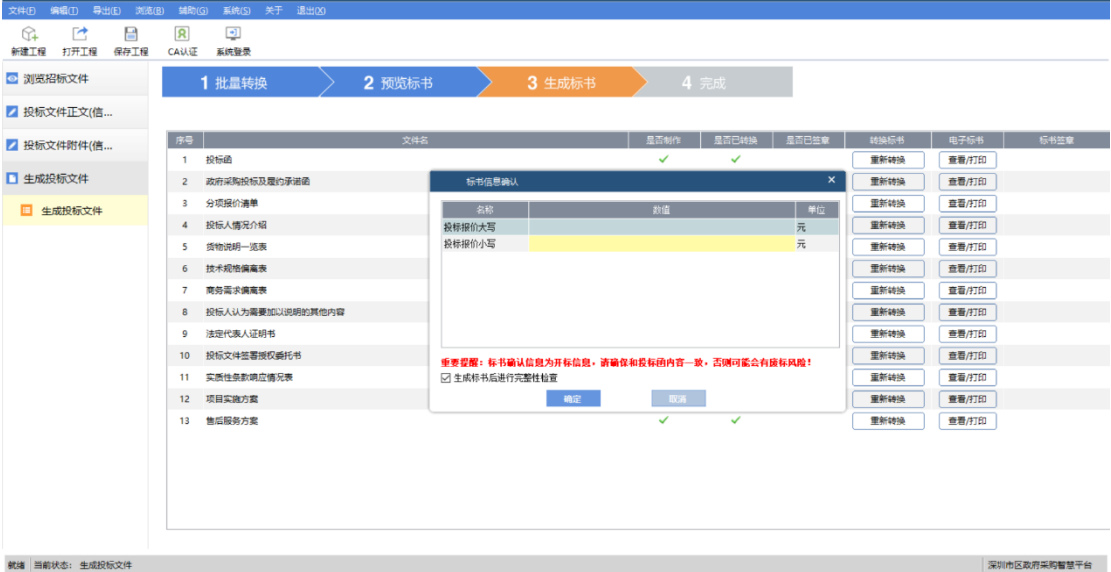 文件(F) 编辑(T) 导出(E) 浏览(B) 辅助(G) 系统(S) 关于 退出(X)
新建工程 打开工程 保存工程 CA认证 系统登录
浏览招标文件
投标文件正文(信...
投标文件附件(信...
生成投标文件
生成投标文件
1 批量转换 2 预览标书 3 生成标书 4 完成
序号 文件名 是否制作 是否已转换 是否已签章 转换标书 电子标书 标书签章
1 投标函 重新转换 查看/打印
2 政府采购投标及履约承诺函 重新转换 查看/打印
3 分项报价清单 重新转换 查看/打印
4 投标人情况介绍 重新转换 查看/打印
5 货物说明一览表 重新转换 查看/打印
6 技术规格偏离表 重新转换 查看/打印
7 商务需求偏离表 重新转换 查看/打印
8 投标人认为需要加以说明的其他内容 重新转换 查看/打印
9 法定代表人证明书 重新转换 查看/打印
10 投标文件签署授权委托书 重新转换 查看/打印
11 实质性条款响应情况表 重新转换 查看/打印
12 项目实施方案 重新转换 查看/打印
13 售后服务方案 重新转换 查看/打印
标书信息确认 ×
名称 数值 单位
投标报价大写 元
投标报价小写 元
重要提醒：标书确认信息为开标信息，请确保和投标函内容一致，否则可能会有废标风险！
生成标书后进行完整性检查
确定 取消
就绪 当前状态： 生成投标文件 深圳市区政府采购智慧平台